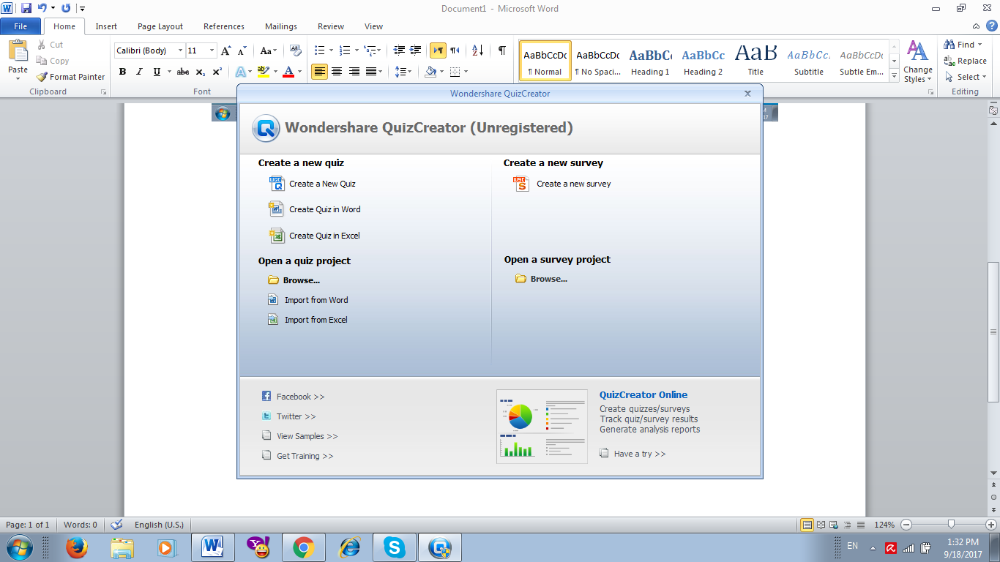 Document1 - Microsoft Word
File Home Insert Page Layout References Mailings Review View
Paste
Cut
Copy
Format Painter
Clipboard
Calibri (Body) 11
Font
AaBbCcDc ¶ Normal
AaBbCcDc ¶ No Spaci...
AaBbCc Heading 1
AaBbCc Heading 2
AaB Title
AaBbCc. Subtitle
AaBbCcDc Subtle Em...
Change Styles
Find
Replace
Select
Editing
Wondershare QuizCreator
Wondershare QuizCreator (Unregistered)
Create a new quiz
Create a New Quiz
Create Quiz in Word
Create Quiz in Excel
Open a quiz project
Browse...
Import from Word
Import from Excel
Create a new survey
Create a new survey
Open a survey project
Browse...
Facebook >>
Twitter >>
View Samples >>
Get Training >>
QuizCreator Online
Create quizzes/surveys
Track quiz/survey results
Generate analysis reports
Have a try >>
Page: 1 of 1 Words: 0 English (U.S.) 124%
EN
1:32 PM
9/18/2017